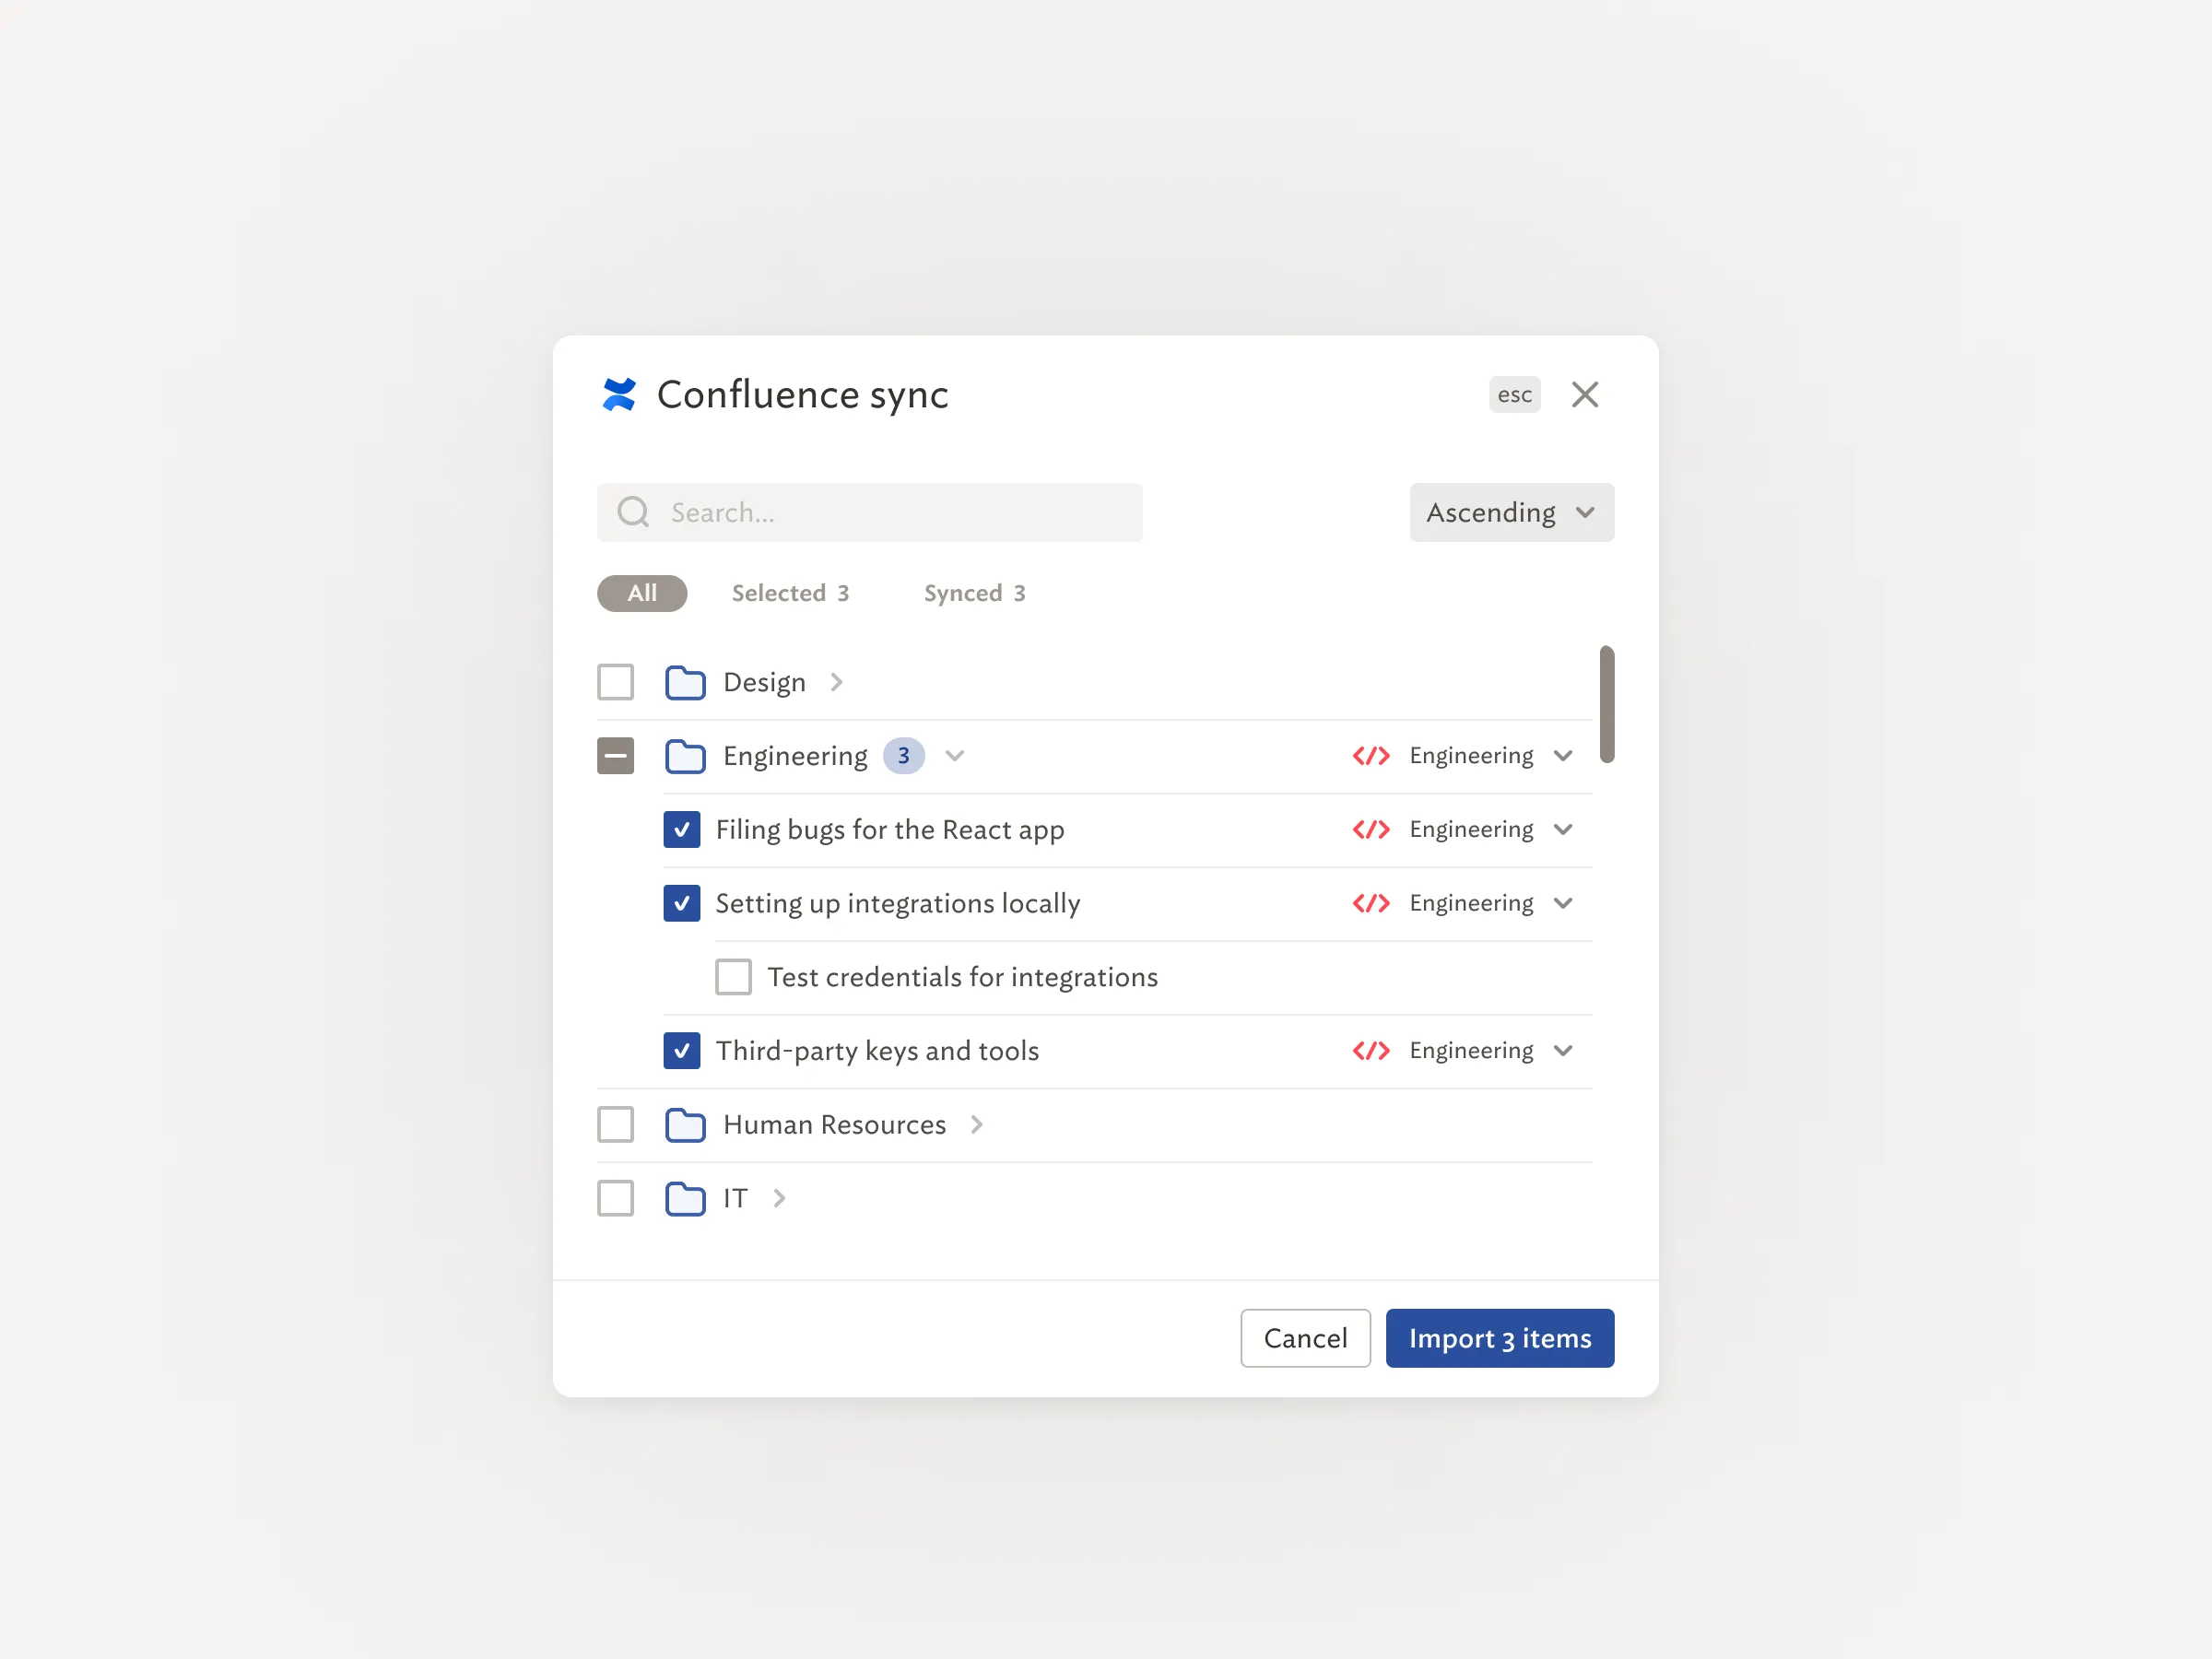 Confluence sync esc
Search... Ascending
All Selected 3 Synced 3
Design
Engineering 3 </> Engineering
Filing bugs for the React app </> Engineering
Setting up integrations locally </> Engineering
Test credentials for integrations
Third-party keys and tools </> Engineering
Human Resources
IT
Cancel Import 3 items